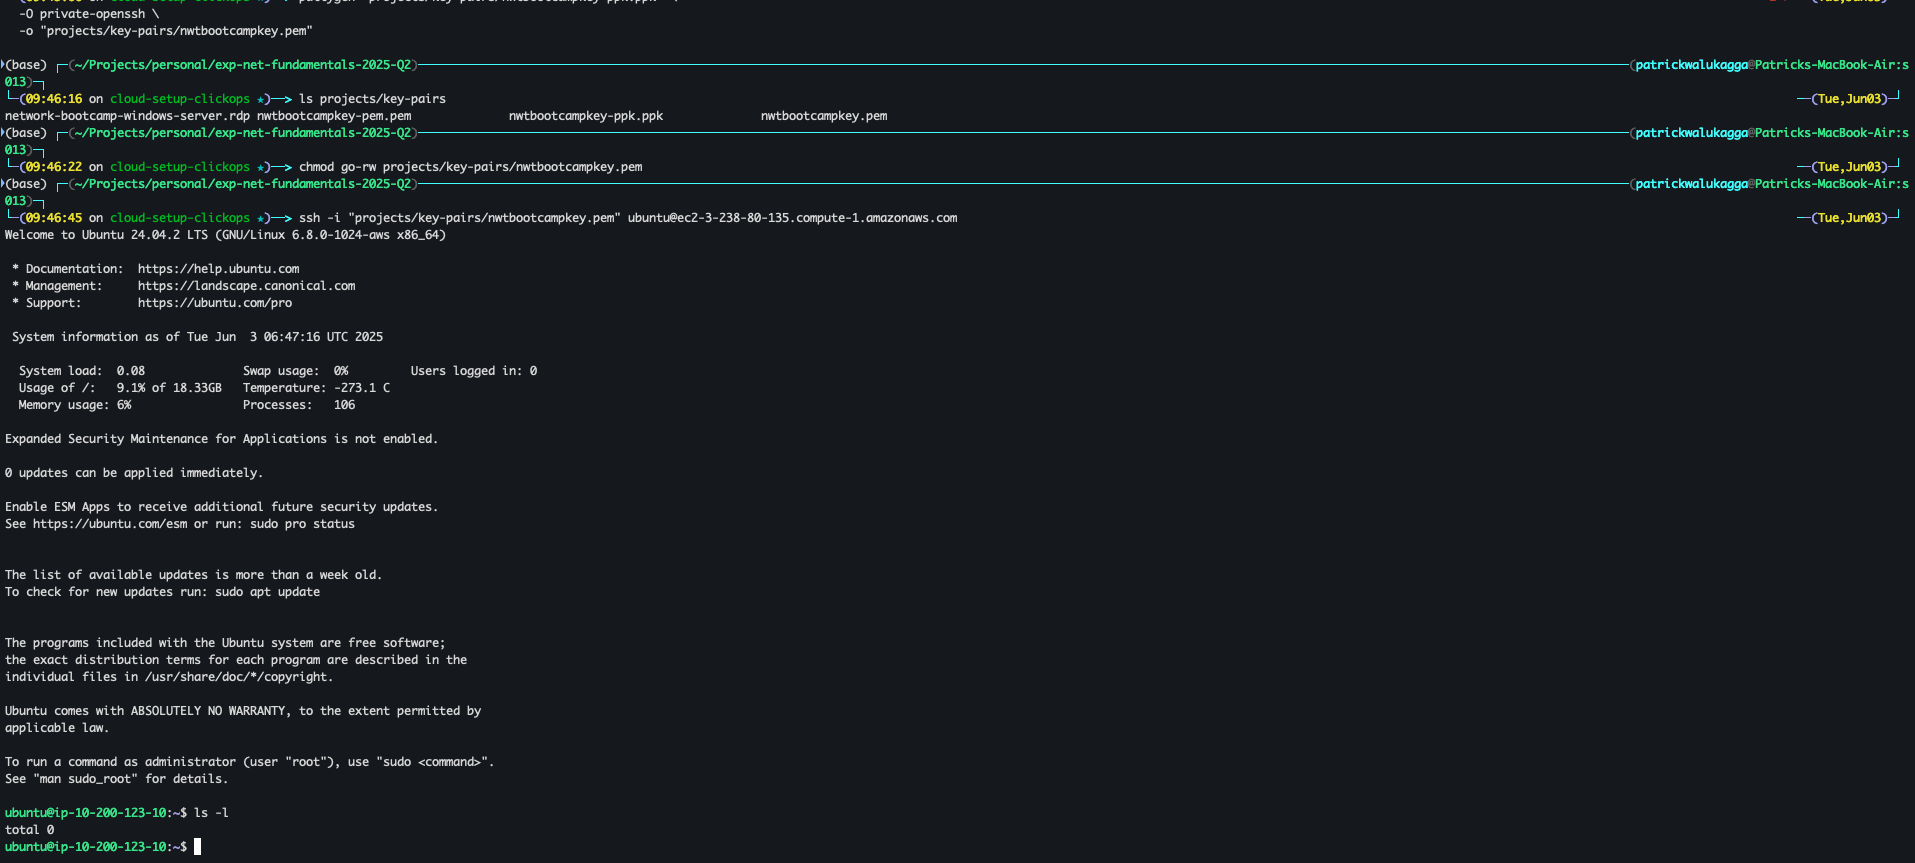 -O private-openssh \
-o "projects/key-pairs/nwtbootcampkey.pem"
(base) ┌─(~/Projects/personal/exp-net-fundamentals-2025-Q2)─(patrickwalukagga@Patricks-MacBook-Air:s
013)─┐
└─(09:46:16 on cloud-setup-clickops ★)──> ls projects/key-pairs ──(Tue,Jun03)─┘
network-bootcamp-windows-server.rdp nwtbootcampkey-pem.pem nwtbootcampkey-ppk.ppk nwtbootcampkey.pem
(base) ┌─(~/Projects/personal/exp-net-fundamentals-2025-Q2)─(patrickwalukagga@Patricks-MacBook-Air:s
013)─┐
└─(09:46:22 on cloud-setup-clickops ★)──> chmod go-rw projects/key-pairs/nwtbootcampkey.pem ──(Tue,Jun03)─┘
(base) ┌─(~/Projects/personal/exp-net-fundamentals-2025-Q2)─(patrickwalukagga@Patricks-MacBook-Air:s
013)─┐
└─(09:46:45 on cloud-setup-clickops ★)──> ssh -i "projects/key-pairs/nwtbootcampkey.pem" ubuntu@ec2-3-238-80-135.compute-1.amazonaws.com ──(Tue,Jun03)─┘
Welcome to Ubuntu 24.04.2 LTS (GNU/Linux 6.8.0-1024-aws x86_64)
* Documentation: https://help.ubuntu.com
* Management: https://landscape.canonical.com
* Support: https://ubuntu.com/pro
System information as of Tue Jun 3 06:47:16 UTC 2025
System load: 0.08 Swap usage: 0% Users logged in: 0
Usage of /: 9.1% of 18.33GB Temperature: -273.1 C
Memory usage: 6% Processes: 106
Expanded Security Maintenance for Applications is not enabled.
0 updates can be applied immediately.
Enable ESM Apps to receive additional future security updates.
See https://ubuntu.com/esm or run: sudo pro status
The list of available updates is more than a week old.
To check for new updates run: sudo apt update
The programs included with the Ubuntu system are free software;
the exact distribution terms for each program are described in the
individual files in /usr/share/doc/*/copyright.
Ubuntu comes with ABSOLUTELY NO WARRANTY, to the extent permitted by
applicable law.
To run a command as administrator (user "root"), use "sudo <command>".
See "man sudo_root" for details.
ubuntu@ip-10-200-123-10:~$ ls -l
total 0
ubuntu@ip-10-200-123-10:~$